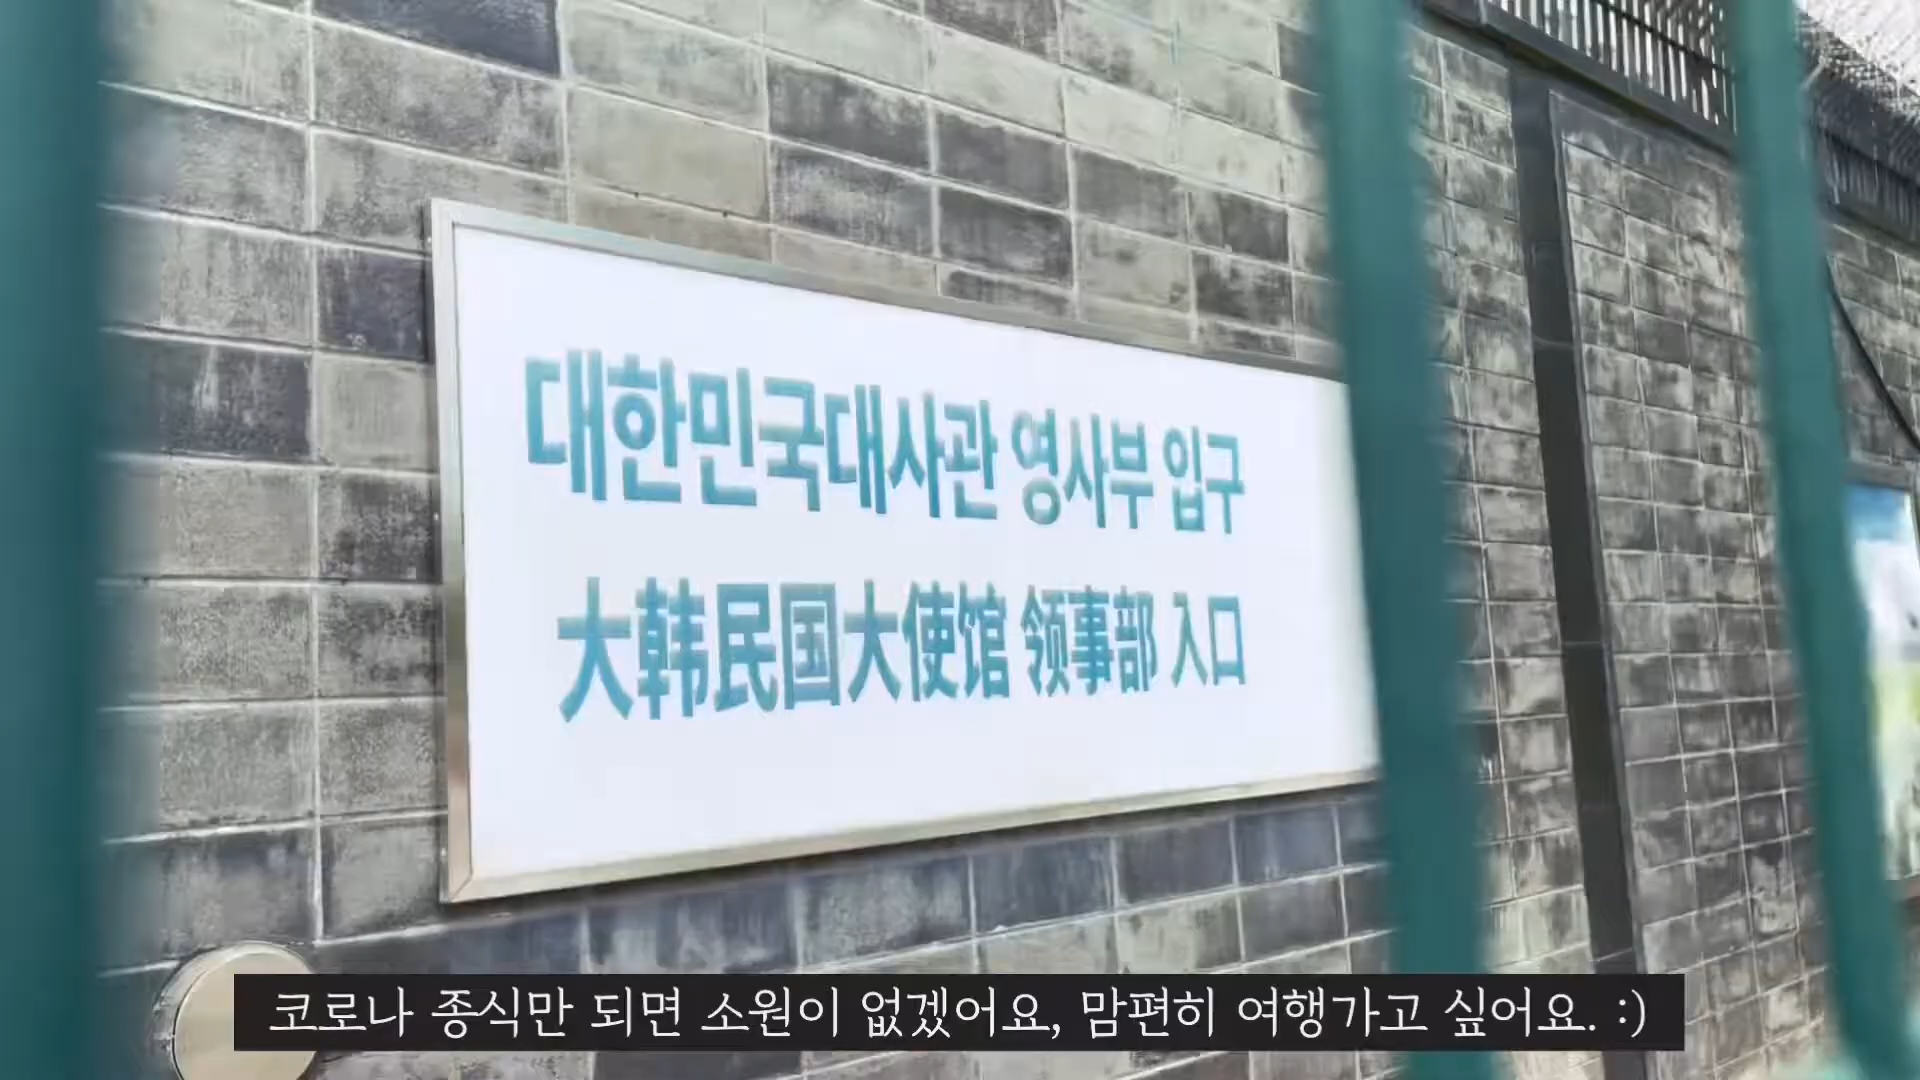 대한민국대사관 영사부 입구
大韩民国大使馆 领事部 入口
코로나 종식만 되면 소원이 없겠어요, 맘편히 여행가고 싶어요. :)